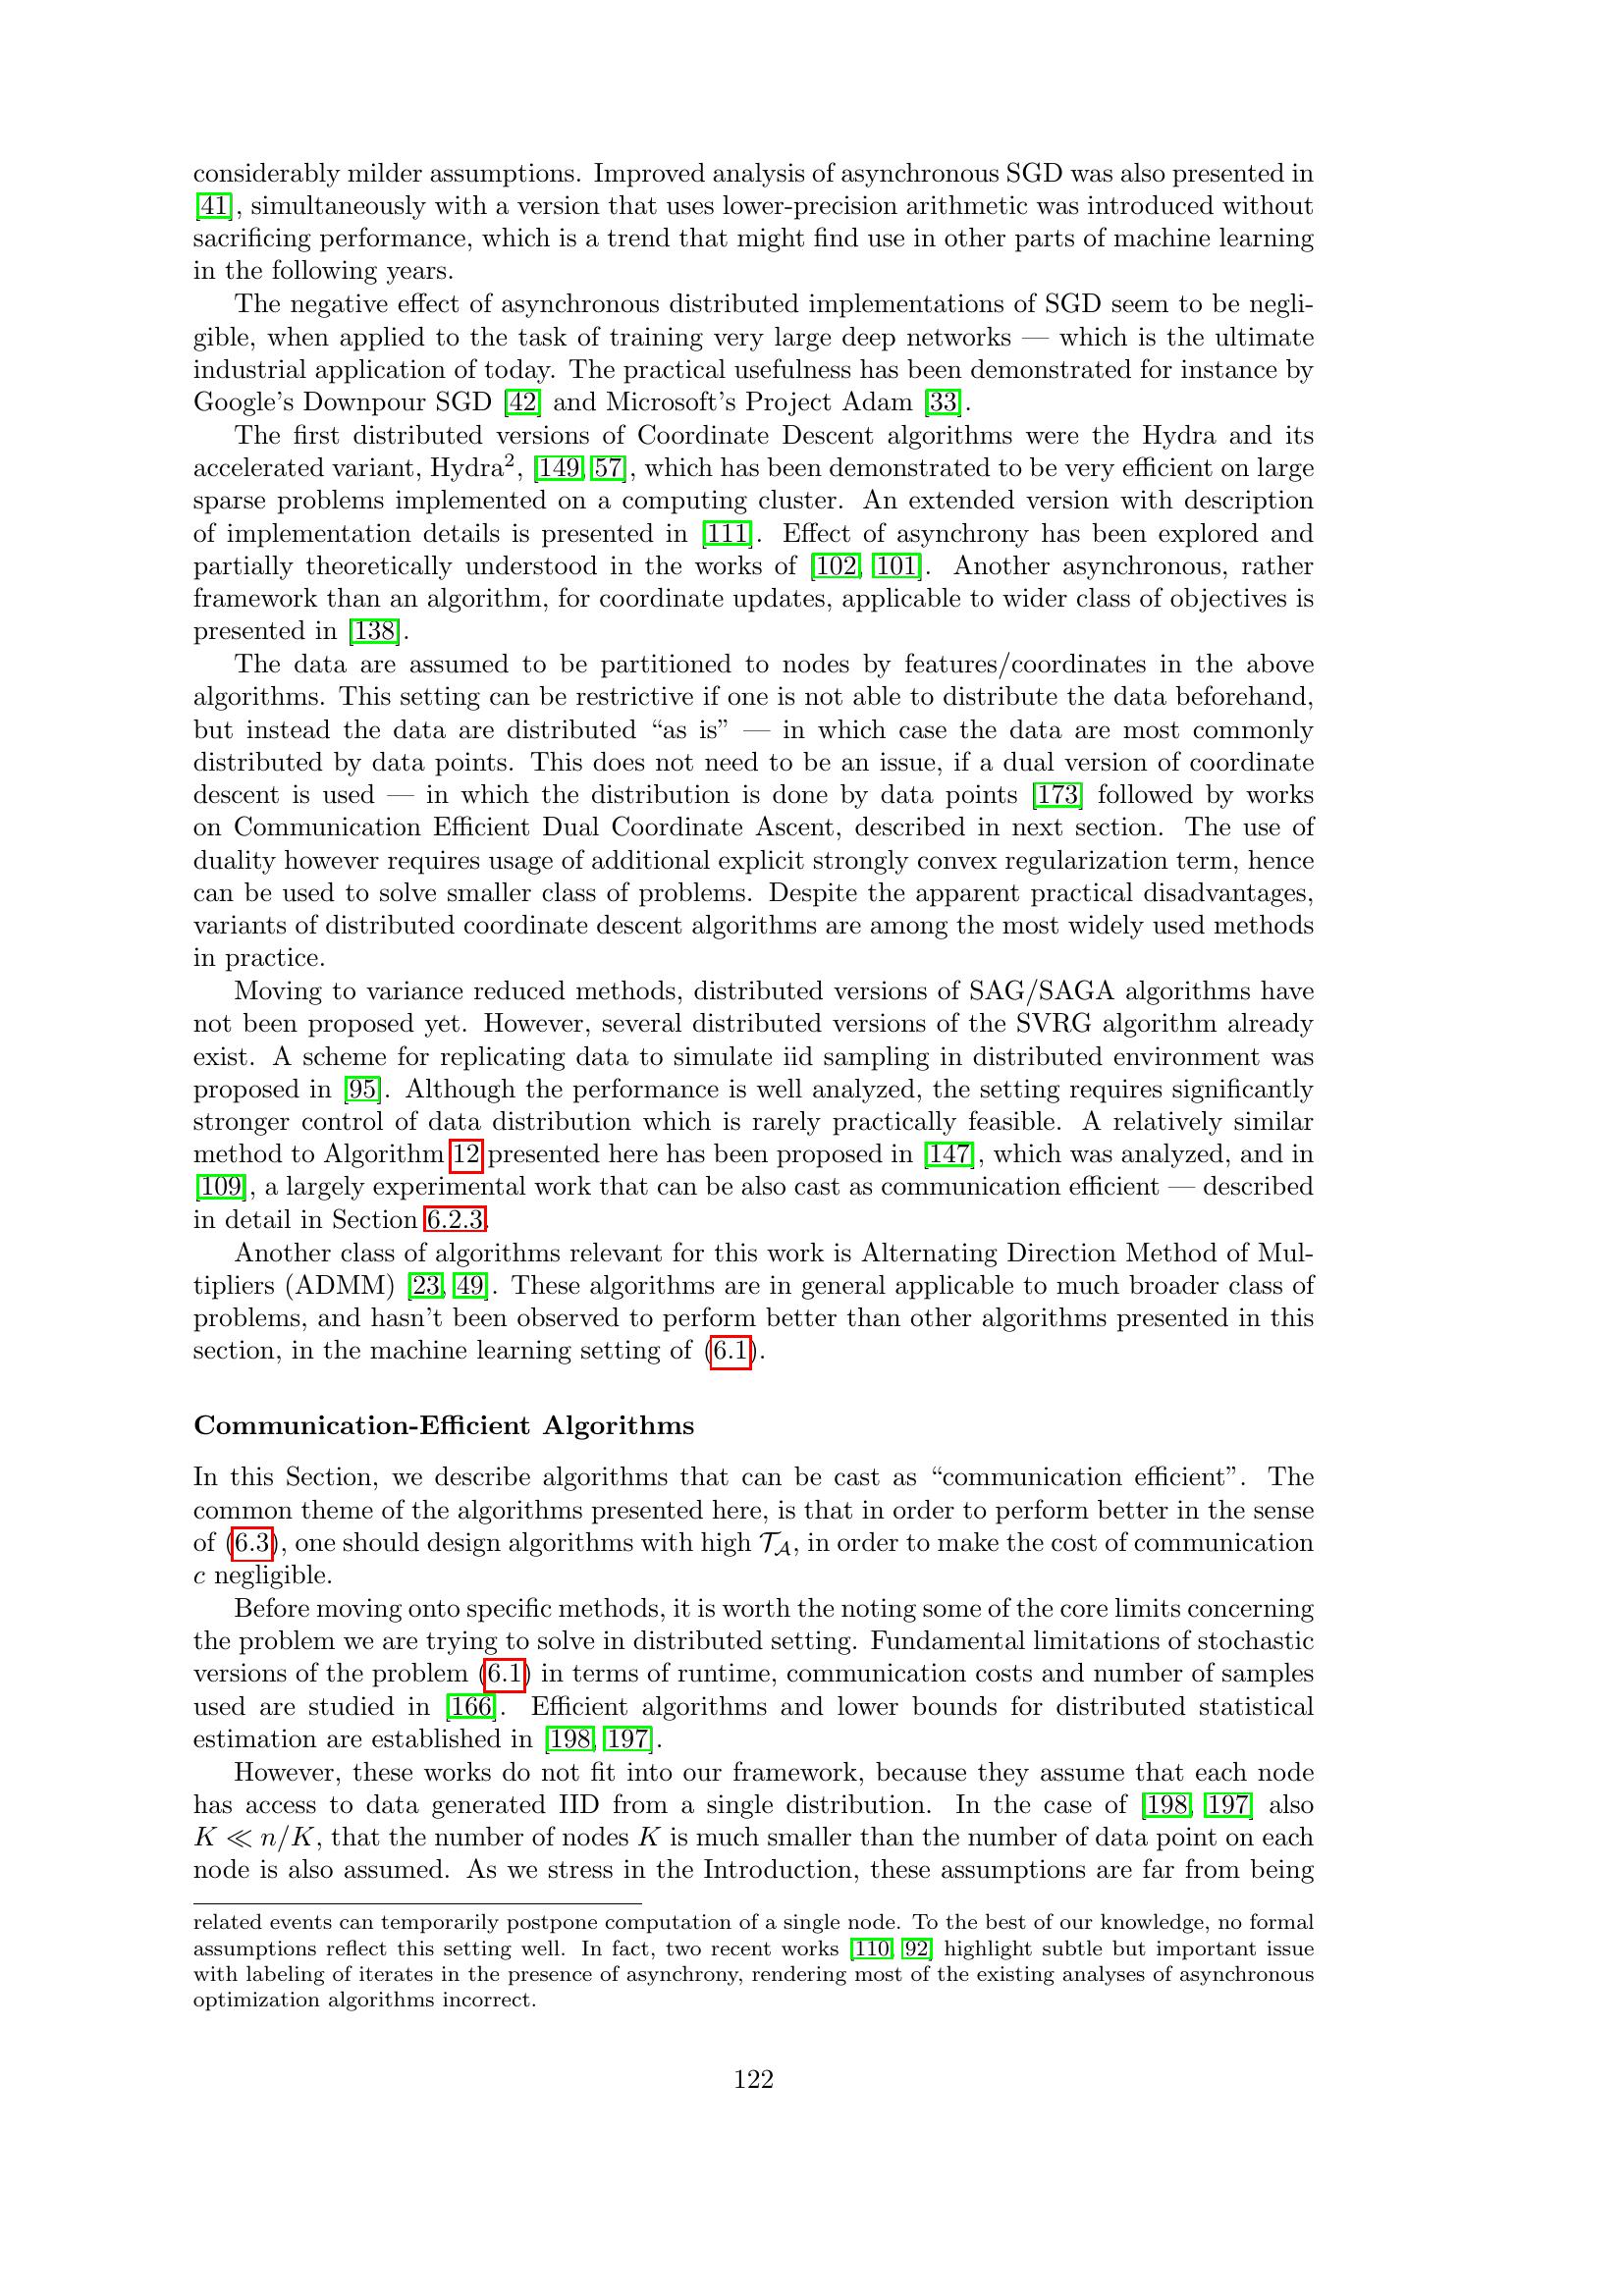 considerably milder assumptions. Improved analysis of asynchronous SGD was also presented in
[41], simultaneously with a version that uses lower-precision arithmetic was introduced without
sacrificing performance, which is a trend that might find use in other parts of machine learning
in the following years.
The negative effect of asynchronous distributed implementations of SGD seem to be negli-
gible, when applied to the task of training very large deep networks — which is the ultimate
industrial application of today. The practical usefulness has been demonstrated for instance by
Google's Downpour SGD [42] and Microsoft's Project Adam [33].
The first distributed versions of Coordinate Descent algorithms were the Hydra and its
accelerated variant, Hydra², [149, 57], which has been demonstrated to be very efficient on large
sparse problems implemented on a computing cluster. An extended version with description
of implementation details is presented in [111]. Effect of asynchrony has been explored and
partially theoretically understood in the works of [102, 101]. Another asynchronous, rather
framework than an algorithm, for coordinate updates, applicable to wider class of objectives is
presented in [138].
The data are assumed to be partitioned to nodes by features/coordinates in the above
algorithms. This setting can be restrictive if one is not able to distribute the data beforehand,
but instead the data are distributed “as is” — in which case the data are most commonly
distributed by data points. This does not need to be an issue, if a dual version of coordinate
descent is used — in which the distribution is done by data points [173] followed by works
on Communication Efficient Dual Coordinate Ascent, described in next section. The use of
duality however requires usage of additional explicit strongly convex regularization term, hence
can be used to solve smaller class of problems. Despite the apparent practical disadvantages,
variants of distributed coordinate descent algorithms are among the most widely used methods
in practice.
Moving to variance reduced methods, distributed versions of SAG/SAGA algorithms have
not been proposed yet. However, several distributed versions of the SVRG algorithm already
exist. A scheme for replicating data to simulate iid sampling in distributed environment was
proposed in [95]. Although the performance is well analyzed, the setting requires significantly
stronger control of data distribution which is rarely practically feasible. A relatively similar
method to Algorithm 12 presented here has been proposed in [147], which was analyzed, and in
[109], a largely experimental work that can be also cast as communication efficient — described
in detail in Section 6.2.3.
Another class of algorithms relevant for this work is Alternating Direction Method of Mul-
tipliers (ADMM) [23, 49]. These algorithms are in general applicable to much broader class of
problems, and hasn't been observed to perform better than other algorithms presented in this
section, in the machine learning setting of (6.1).
Communication-Efficient Algorithms
In this Section, we describe algorithms that can be cast as “communication efficient”. The
common theme of the algorithms presented here, is that in order to perform better in the sense
of (6.3), one should design algorithms with high 𝒯_𝒜, in order to make the cost of communication
c negligible.
Before moving onto specific methods, it is worth the noting some of the core limits concerning
the problem we are trying to solve in distributed setting. Fundamental limitations of stochastic
versions of the problem (6.1) in terms of runtime, communication costs and number of samples
used are studied in [166]. Efficient algorithms and lower bounds for distributed statistical
estimation are established in [198, 197].
However, these works do not fit into our framework, because they assume that each node
has access to data generated IID from a single distribution. In the case of [198, 197] also
K ≪ n/K, that the number of nodes K is much smaller than the number of data point on each
node is also assumed. As we stress in the Introduction, these assumptions are far from being
related events can temporarily postpone computation of a single node. To the best of our knowledge, no formal
assumptions reflect this setting well. In fact, two recent works [110, 92] highlight subtle but important issue
with labeling of iterates in the presence of asynchrony, rendering most of the existing analyses of asynchronous
optimization algorithms incorrect.
122